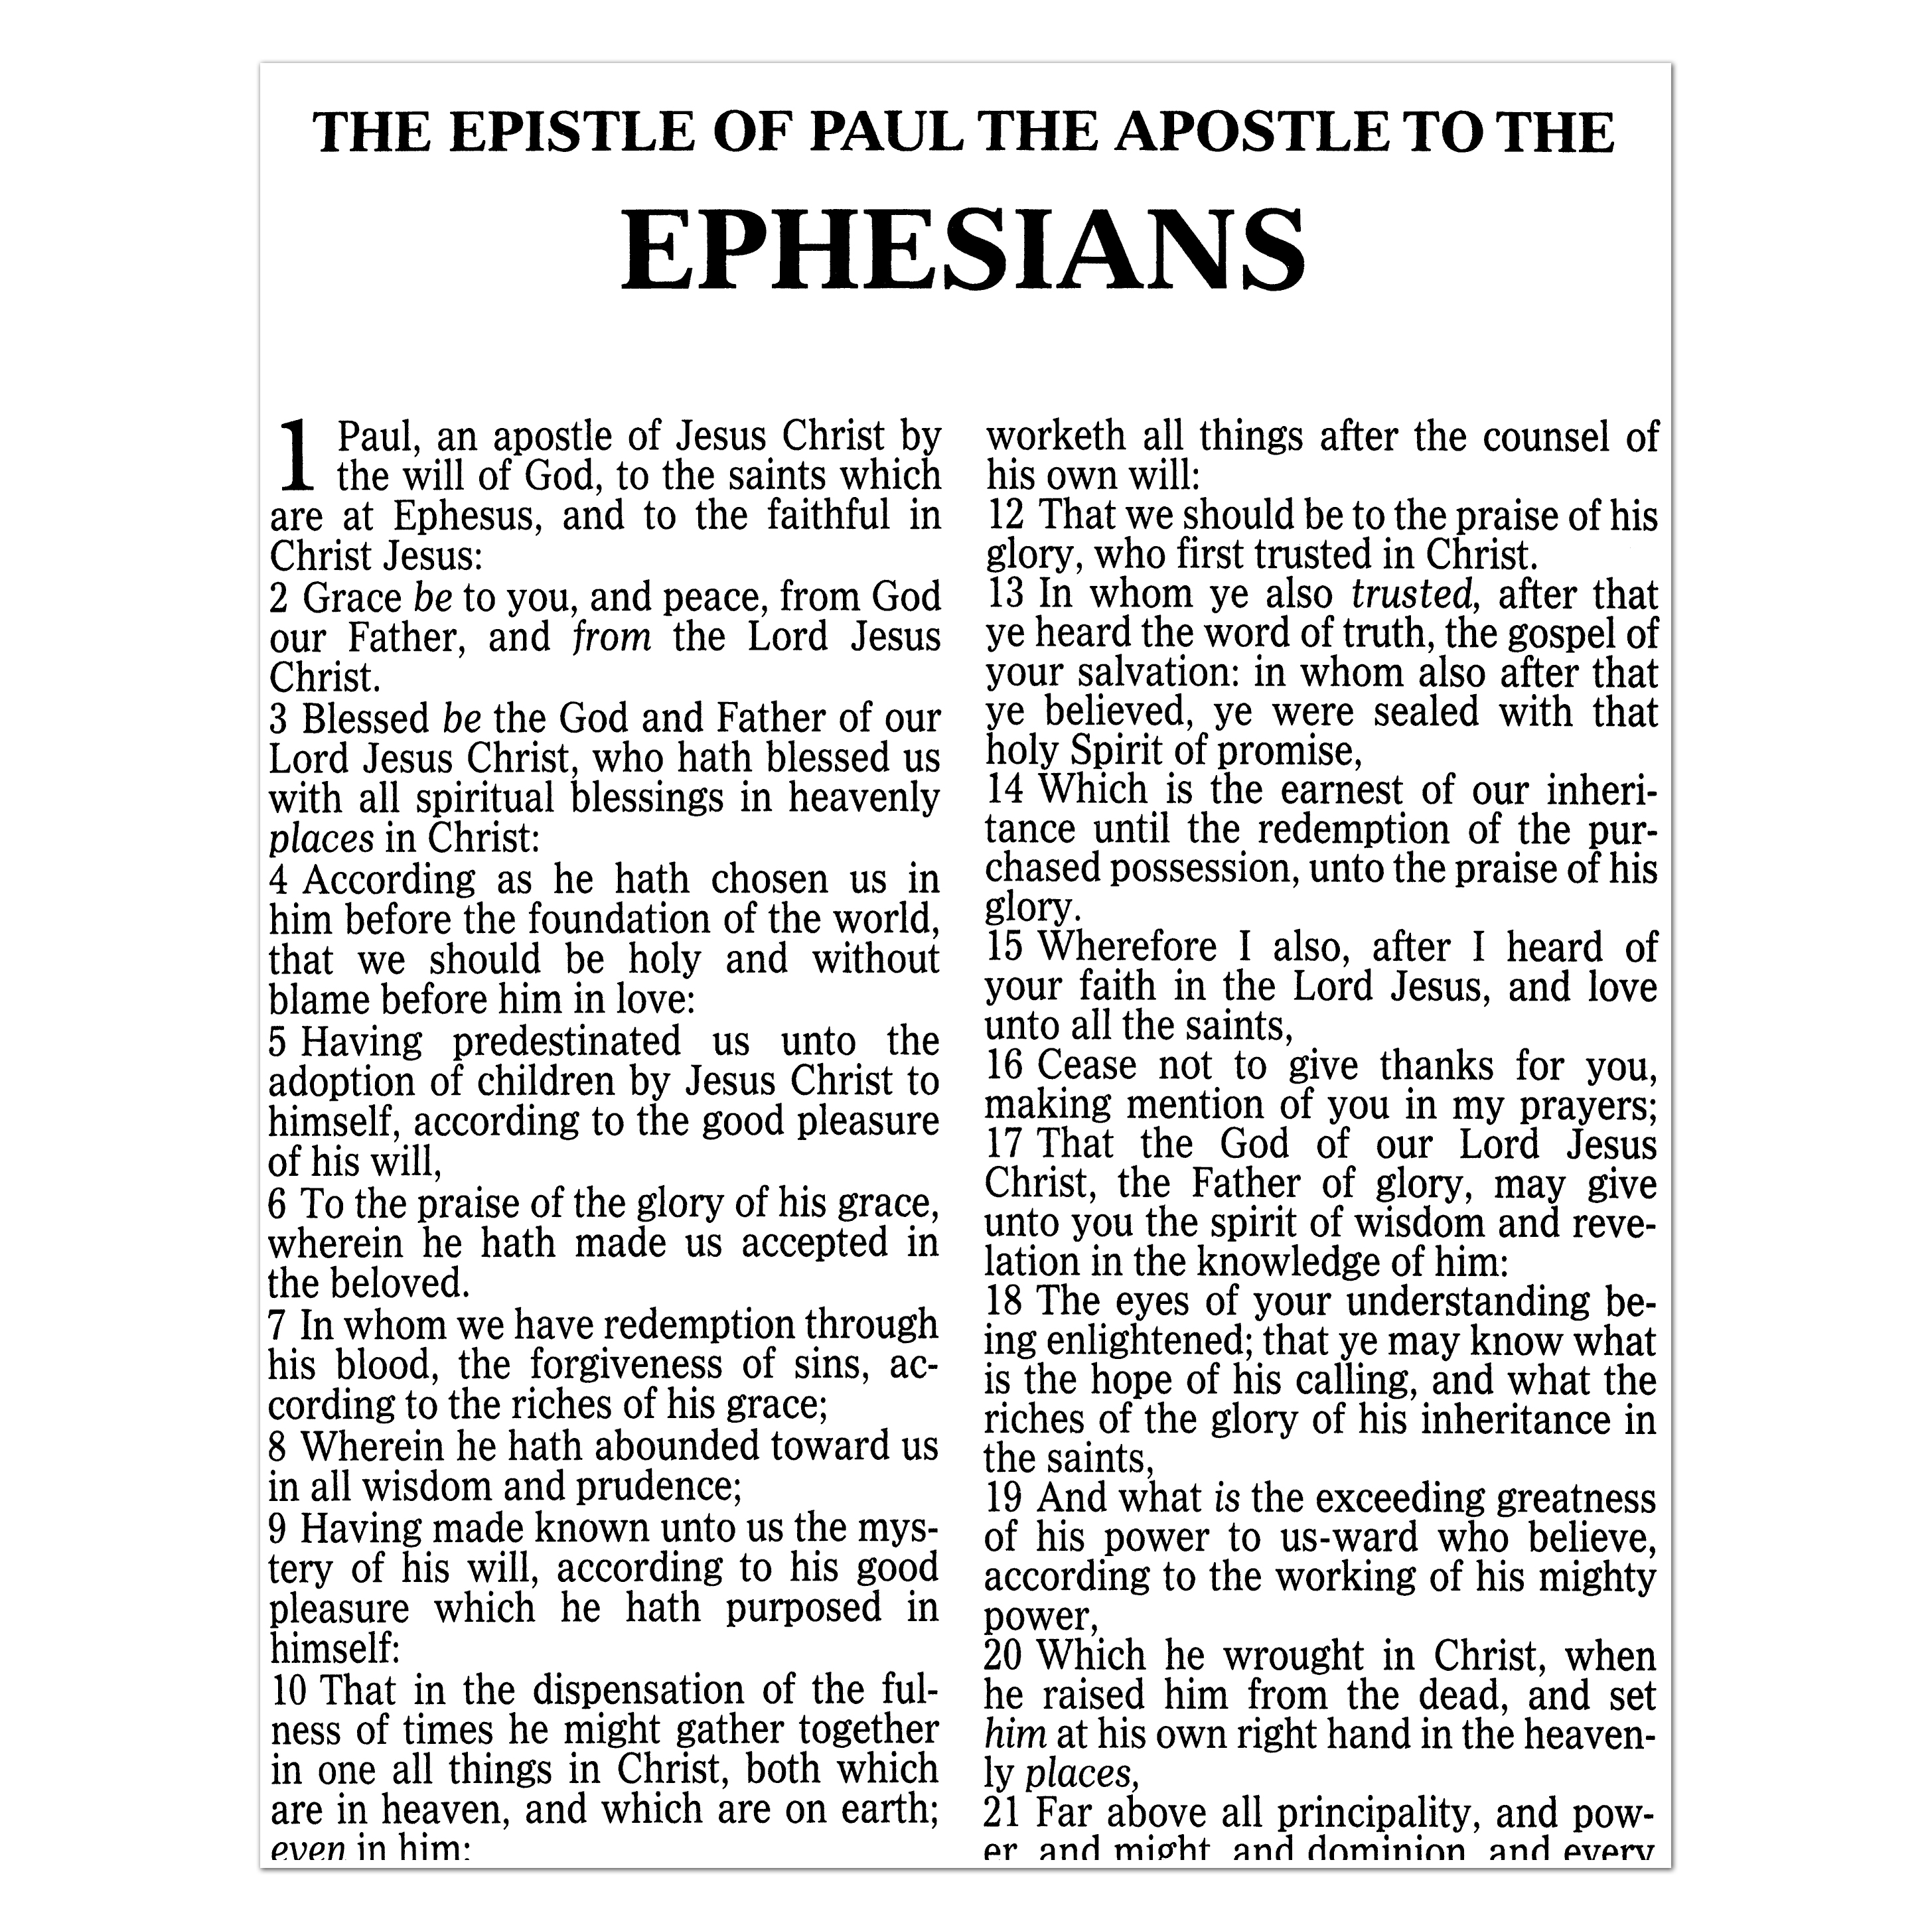 THE EPISTLE OF PAUL THE APOSTLE TO THE
EPHESIANS
1 Paul, an apostle of Jesus Christ by
the will of God, to the saints which
are at Ephesus, and to the faithful in
Christ Jesus:
2 Grace be to you, and peace, from God
our Father, and from the Lord Jesus
Christ.
3 Blessed be the God and Father of our
Lord Jesus Christ, who hath blessed us
with all spiritual blessings in heavenly
places in Christ:
4 According as he hath chosen us in
him before the foundation of the world,
that we should be holy and without
blame before him in love:
5 Having predestinated us unto the
adoption of children by Jesus Christ to
himself, according to the good pleasure
of his will,
6 To the praise of the glory of his grace,
wherein he hath made us accepted in
the beloved.
7 In whom we have redemption through
his blood, the forgiveness of sins, ac-
cording to the riches of his grace;
8 Wherein he hath abounded toward us
in all wisdom and prudence;
9 Having made known unto us the mys-
tery of his will, according to his good
pleasure which he hath purposed in
himself:
10 That in the dispensation of the ful-
ness of times he might gather together
in one all things in Christ, both which
are in heaven, and which are on earth;
even in him:
worketh all things after the counsel of
his own will:
12 That we should be to the praise of his
glory, who first trusted in Christ.
13 In whom ye also trusted, after that
ye heard the word of truth, the gospel of
your salvation: in whom also after that
ye believed, ye were sealed with that
holy Spirit of promise,
14 Which is the earnest of our inheri-
tance until the redemption of the pur-
chased possession, unto the praise of his
glory.
15 Wherefore I also, after I heard of
your faith in the Lord Jesus, and love
unto all the saints,
16 Cease not to give thanks for you,
making mention of you in my prayers;
17 That the God of our Lord Jesus
Christ, the Father of glory, may give
unto you the spirit of wisdom and reve-
lation in the knowledge of him:
18 The eyes of your understanding be-
ing enlightened; that ye may know what
is the hope of his calling, and what the
riches of the glory of his inheritance in
the saints,
19 And what is the exceeding greatness
of his power to us-ward who believe,
according to the working of his mighty
power,
20 Which he wrought in Christ, when
he raised him from the dead, and set
him at his own right hand in the heaven-
ly places,
21 Far above all principality, and pow-
er, and might, and dominion, and every